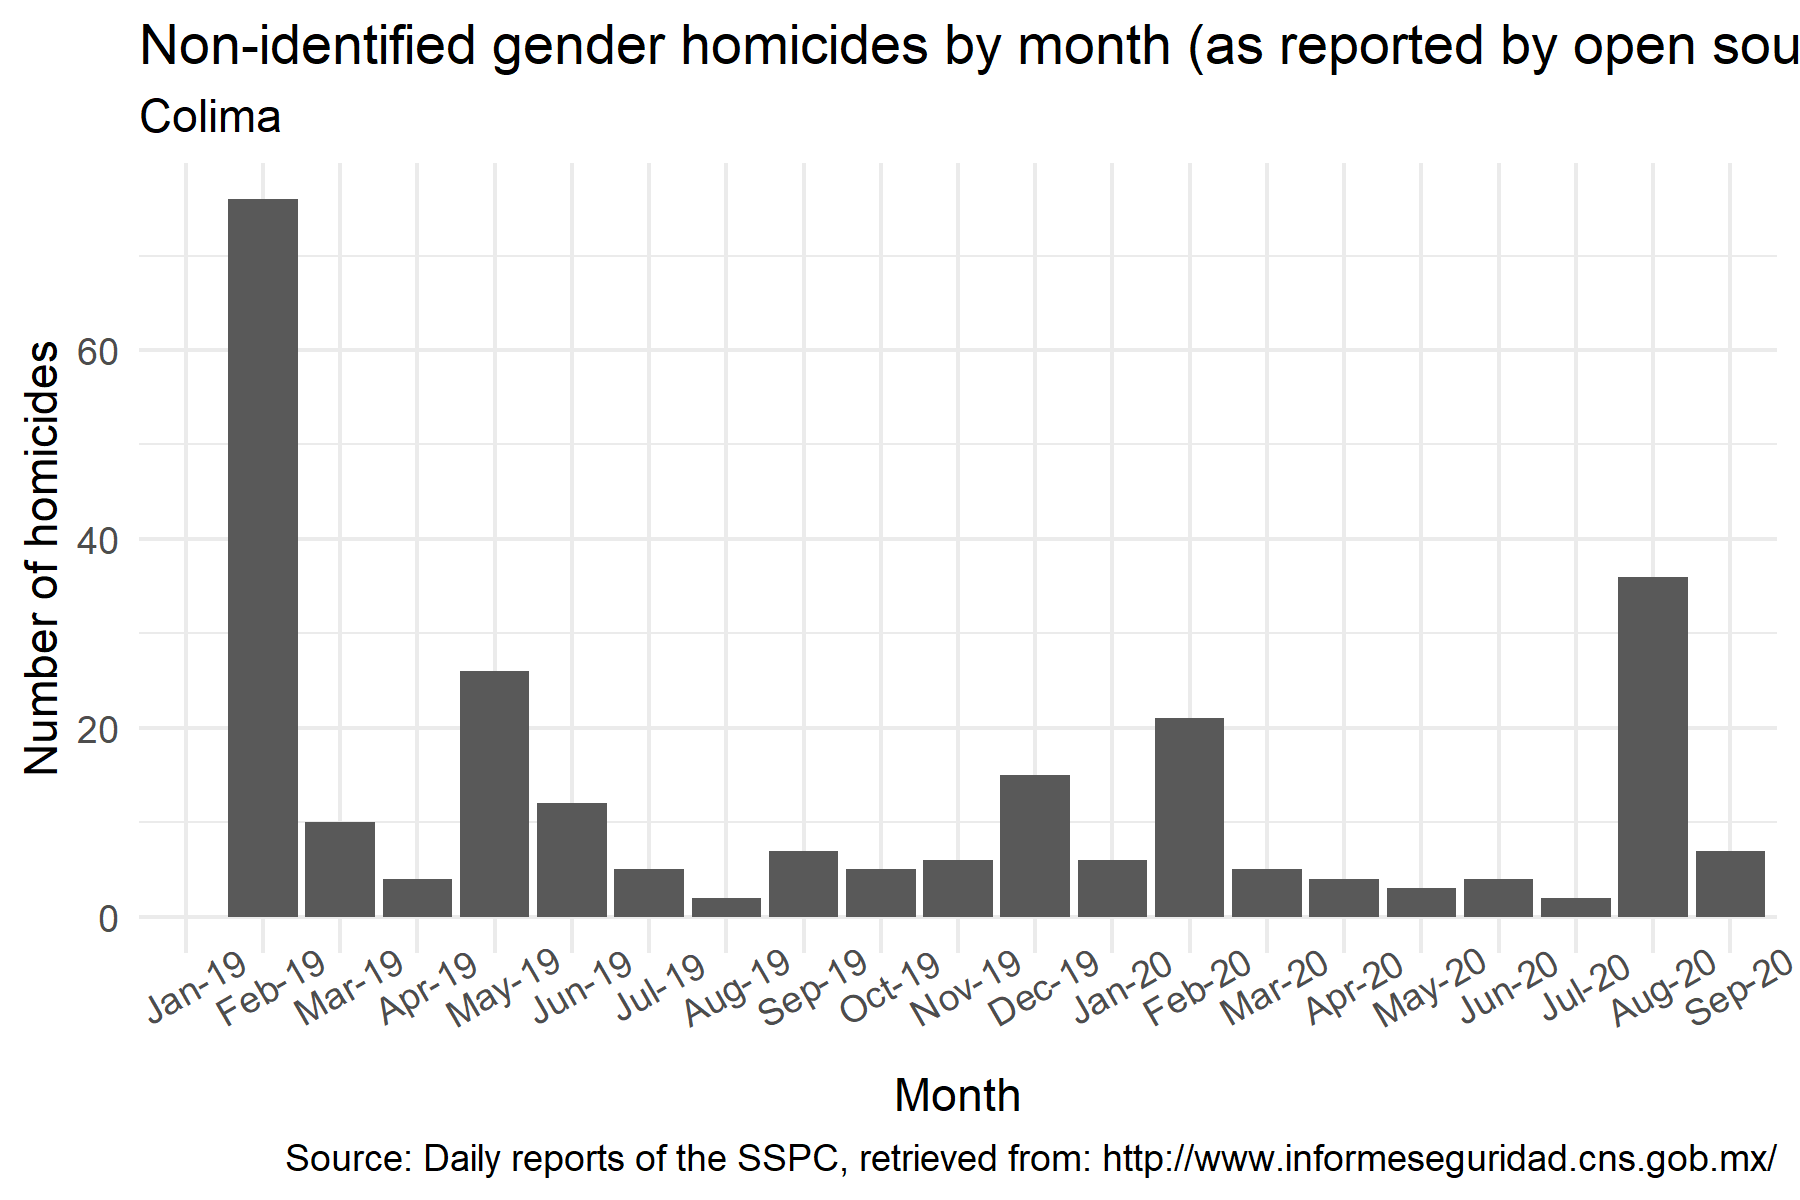 Non-identified gender homicides by month (as reported by open sou
Colima
Number of homicides
60
40
20
0
Jan-19
Feb-19
Mar-19
Apr-19
May-19
Jun-19
Jul-19
Aug-19
Sep-19
Oct-19
Nov-19
Dec-19
Jan-20
Feb-20
Mar-20
Apr-20
May-20
Jun-20
Jul-20
Aug-20
Sep-20
Month
Source: Daily reports of the SSPC, retrieved from: http://www.informeseguridad.cns.gob.mx/